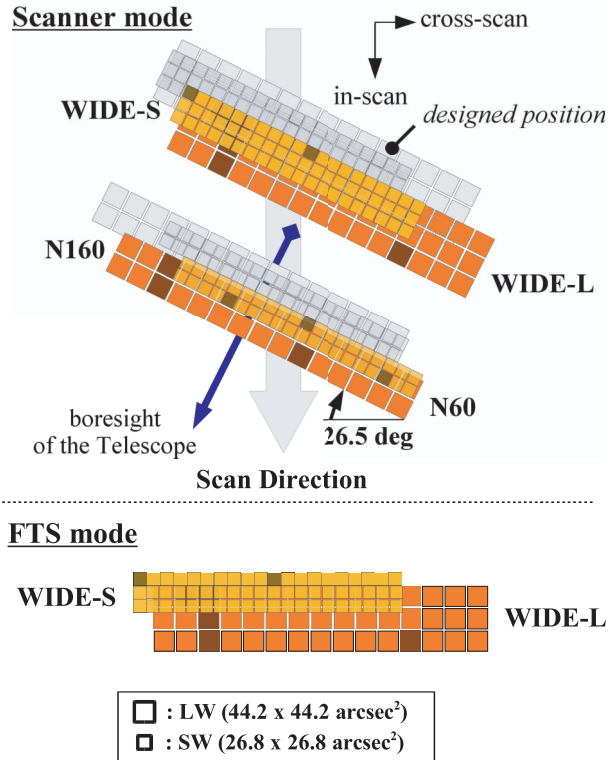 Scanner mode
cross-scan
in-scan
WIDE-S
designed position
N160
WIDE-L
boresight
of the Telescope
N60
26.5 deg
Scan Direction
FTS mode
WIDE-S
WIDE-L
: LW (44.2 x 44.2 arcsec²)
: SW (26.8 x 26.8 arcsec²)